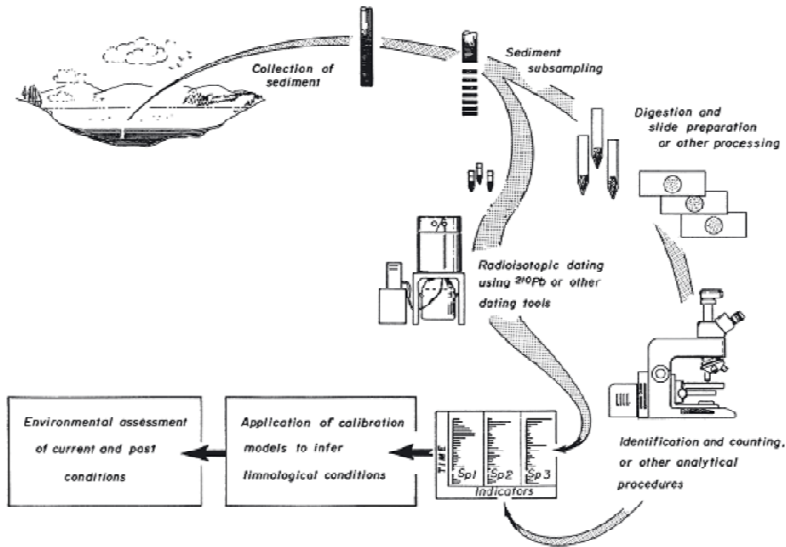 Collection of
sediment
Sediment
subsampling
Digestion and
slide preparation
or other processing
Radioisotopic dating
using ²¹⁰Pb or other
dating tools
Identification and counting,
or other analytical
procedures
TIME
Sp1 Sp2 Sp3
Indicators
Application of calibration
models to infer
limnological conditions
Environmental assessment
of current and past
conditions